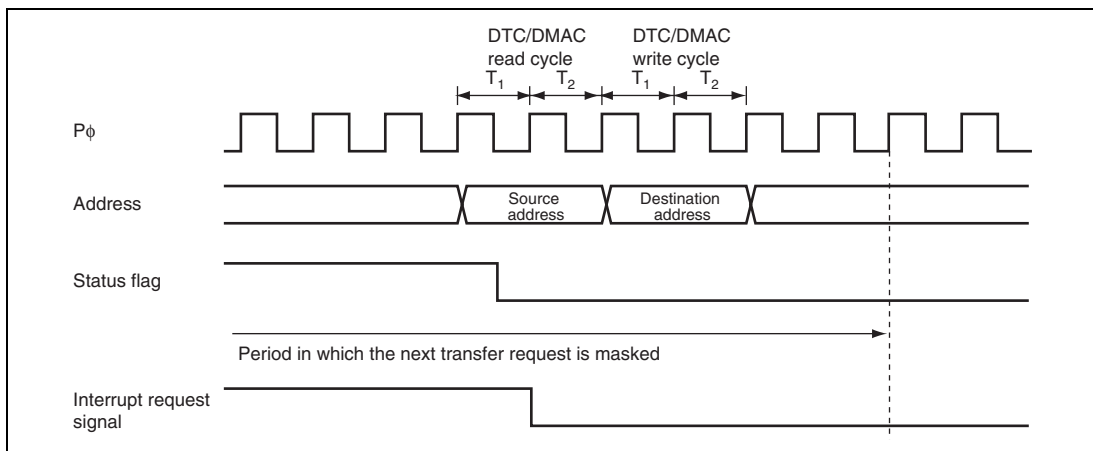 DTC/DMAC
read cycle
DTC/DMAC
write cycle
T1 T2 T1 T2
Pϕ
Address
Source
address
Destination
address
Status flag
Period in which the next transfer request is masked
Interrupt request
signal